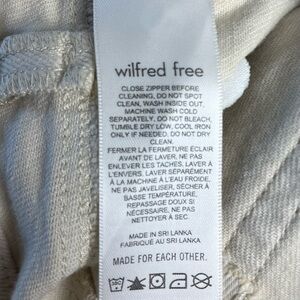 wilfred free
CLOSE ZIPPER BEFORE
CLEANING, DO NOT SPOT
CLEAN, WASH INSIDE OUT,
MACHINE WASH COLD
SEPARATELY, DO NOT BLEACH,
TUMBLE DRY LOW, COOL IRON
ONLY IF NEEDED, DO NOT DRY
CLEAN.
FERMER LA FERMETURE ÉCLAIR
AVANT DE LAVER, NE PAS
ENLEVER LES TACHES, LAVER À
L'ENVERS, LAVER SÉPARÉMENT
À LA MACHINE À L'EAU FROIDE,
NE PAS JAVELISER, SÉCHER À
BASSE TEMPÉRATURE,
REPASSAGE DOUX SI
NÉCESSAIRE, NE PAS
NETTOYER À SEC.
MADE IN SRI LANKA
FABRIQUÉ AU SRI LANKA
MADE FOR EACH OTHER.